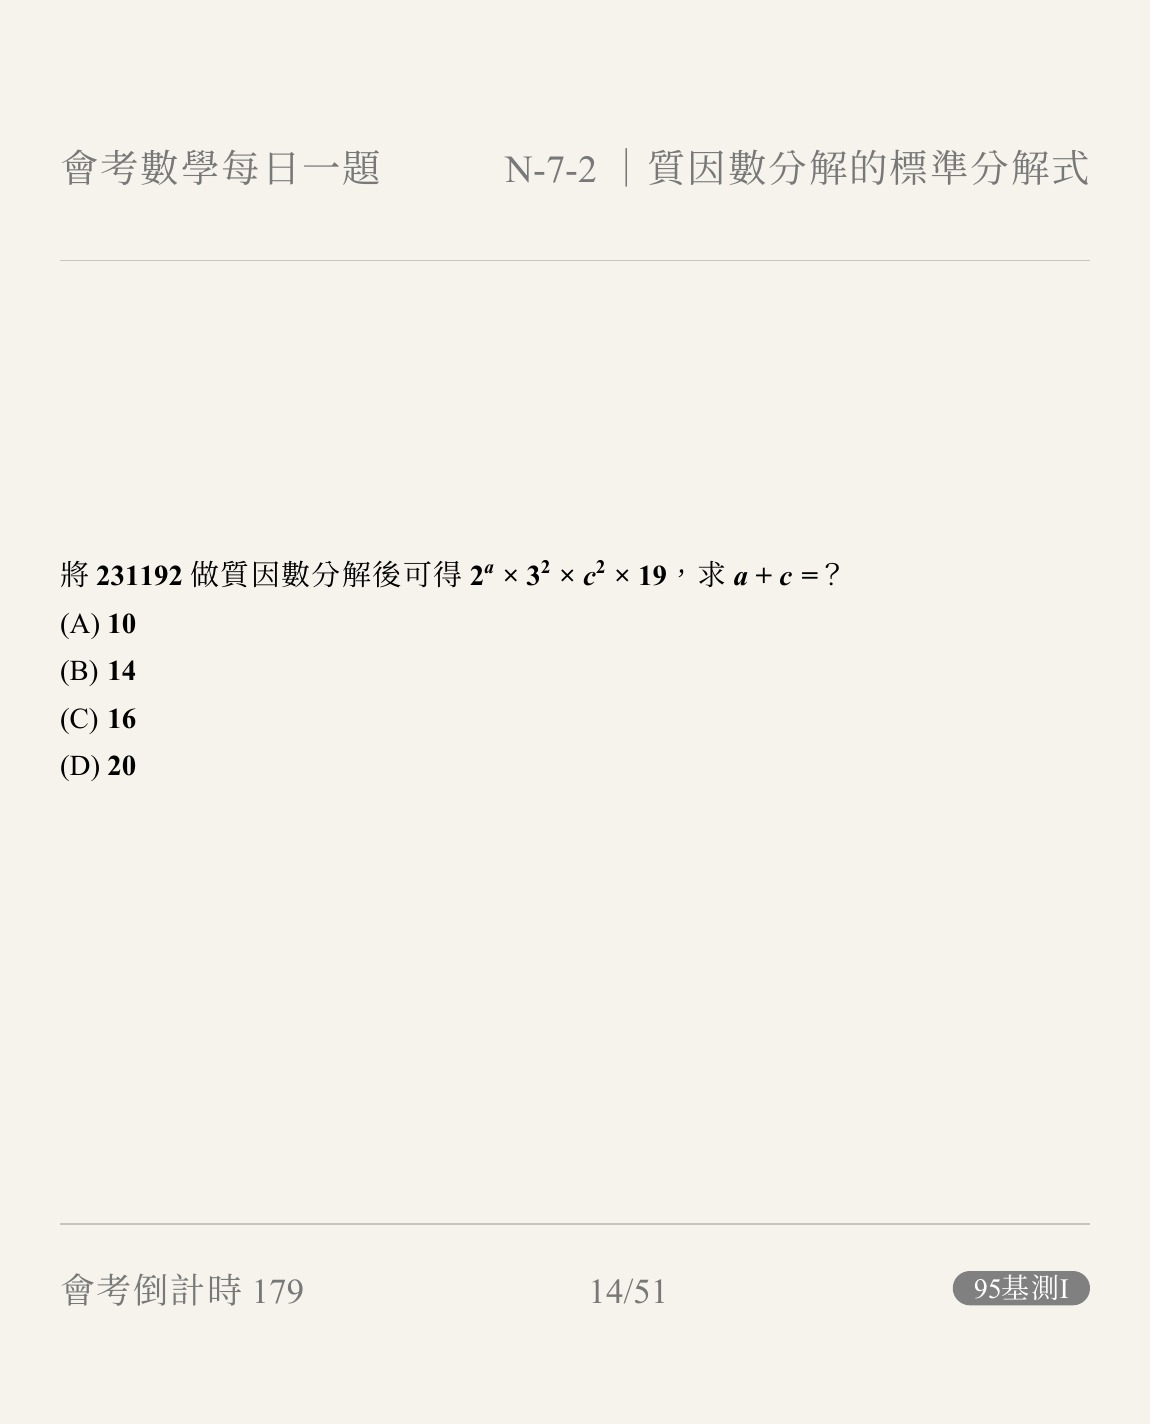 會考數學每日一題
N-7-2｜質因數分解的標準分解式
將 231192 做質因數分解後可得 2ᵃ × 3² × c² × 19，求 a + c =？
(A) 10
(B) 14
(C) 16
(D) 20
會考倒計時 179
14/51
95基測I